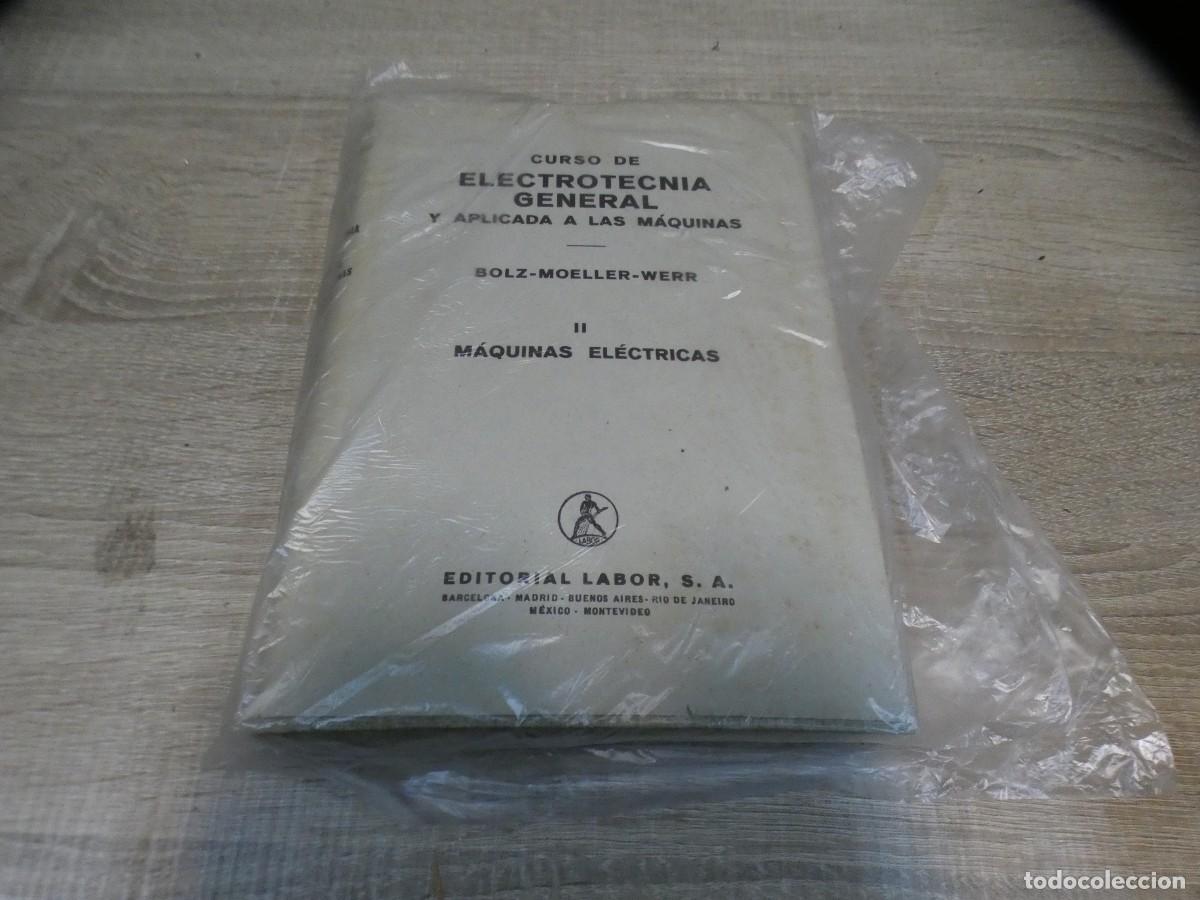 CURSO DE
ELECTROTECNIA
GENERAL
Y APLICADA A LAS MÁQUINAS
BOLZ-MOELLER-WERR
II
MÁQUINAS ELÉCTRICAS
LABOR
EDITORIAL LABOR, S. A.
BARCELONA - MADRID - BUENOS AIRES - RIO DE JANEIRO
MÉXICO - MONTEVIDEO
todocoleccion